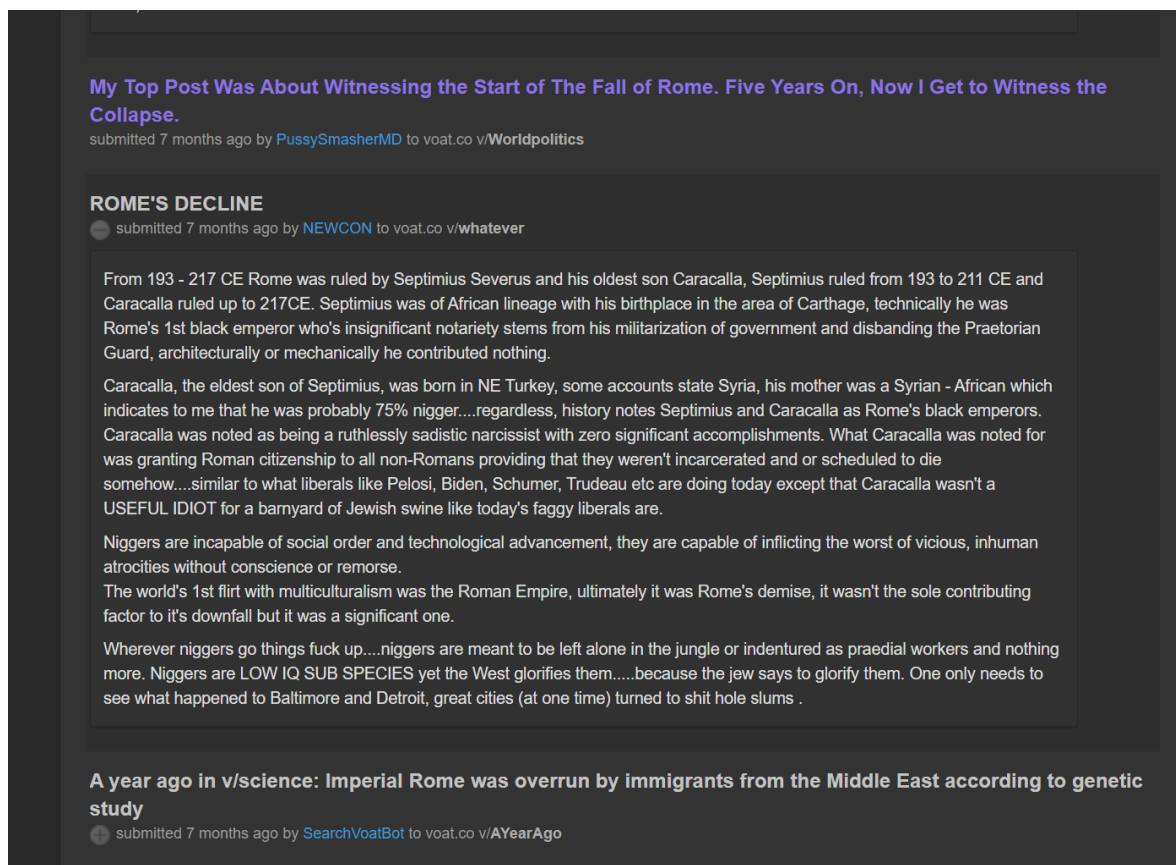 My Top Post Was About Witnessing the Start of The Fall of Rome. Five Years On, Now I Get to Witness the
Collapse.
submitted 7 months ago by PussySmasherMD to voat.co v/Worldpolitics
ROME'S DECLINE
submitted 7 months ago by NEWCON to voat.co v/whatever
From 193 - 217 CE Rome was ruled by Septimius Severus and his oldest son Caracalla, Septimius ruled from 193 to 211 CE and
Caracalla ruled up to 217CE. Septimius was of African lineage with his birthplace in the area of Carthage, technically he was
Rome's 1st black emperor who's insignificant notariety stems from his militarization of government and disbanding the Praetorian
Guard, architecturally or mechanically he contributed nothing.
Caracalla, the eldest son of Septimius, was born in NE Turkey, some accounts state Syria, his mother was a Syrian - African which
indicates to me that he was probably 75% nigger....regardless, history notes Septimius and Caracalla as Rome's black emperors.
Caracalla was noted as being a ruthlessly sadistic narcissist with zero significant accomplishments. What Caracalla was noted for
was granting Roman citizenship to all non-Romans providing that they weren't incarcerated and or scheduled to die
somehow....similar to what liberals like Pelosi, Biden, Schumer, Trudeau etc are doing today except that Caracalla wasn't a
USEFUL IDIOT for a barnyard of Jewish swine like today's faggy liberals are.
Niggers are incapable of social order and technological advancement, they are capable of inflicting the worst of vicious, inhuman
atrocities without conscience or remorse.
The world's 1st flirt with multiculturalism was the Roman Empire, ultimately it was Rome's demise, it wasn't the sole contributing
factor to it's downfall but it was a significant one.
Wherever niggers go things fuck up....niggers are meant to be left alone in the jungle or indentured as praedial workers and nothing
more. Niggers are LOW IQ SUB SPECIES yet the West glorifies them.....because the jew says to glorify them. One only needs to
see what happened to Baltimore and Detroit, great cities (at one time) turned to shit hole slums .
A year ago in v/science: Imperial Rome was overrun by immigrants from the Middle East according to genetic
study
submitted 7 months ago by SearchVoatBot to voat.co v/AYearAgo